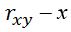 r_{xy} − x